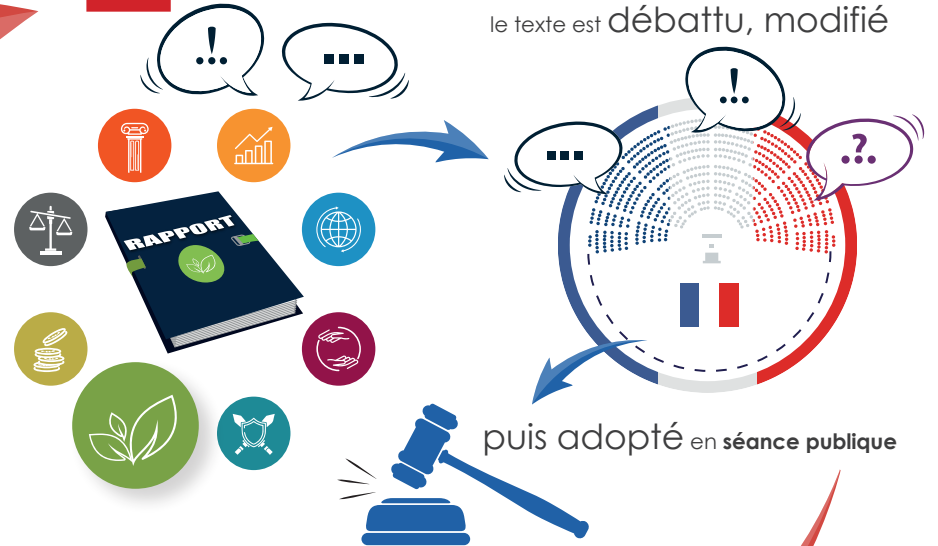 le texte est débattu, modifié
!
...
...
!
...
...
?
...
RAPPORT
puis adopté en séance publique